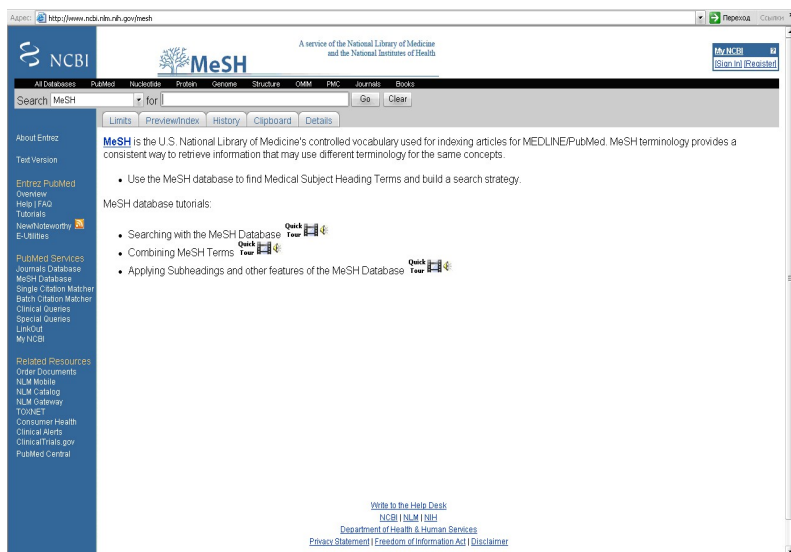 Адрес: http://www.ncbi.nlm.nih.gov/mesh Переход Ссылки
NCBI
MeSH
A service of the National Library of Medicine
and the National Institutes of Health
My NCBI ?
[Sign In] [Register]
All Databases PubMed Nucleotide Protein Genome Structure OMIM PMC Journals Books
Search MeSH for Go Clear
Limits Preview/Index History Clipboard Details
About Entrez
Text Version
Entrez PubMed
Overview
Help | FAQ
Tutorials
New/Noteworthy
E-Utilities
PubMed Services
Journals Database
MeSH Database
Single Citation Matcher
Batch Citation Matcher
Clinical Queries
Special Queries
LinkOut
My NCBI
Related Resources
Order Documents
NLM Mobile
NLM Catalog
NLM Gateway
TOXNET
Consumer Health
Clinical Alerts
ClinicalTrials.gov
PubMed Central
MeSH is the U.S. National Library of Medicine's controlled vocabulary used for indexing articles for MEDLINE/PubMed. MeSH terminology provides a
consistent way to retrieve information that may use different terminology for the same concepts.
• Use the MeSH database to find Medical Subject Heading Terms and build a search strategy.
MeSH database tutorials:
• Searching with the MeSH Database Quick Tour
• Combining MeSH Terms Quick Tour
• Applying Subheadings and other features of the MeSH Database Quick Tour
Write to the Help Desk
NCBI | NLM | NIH
Department of Health & Human Services
Privacy Statement | Freedom of Information Act | Disclaimer